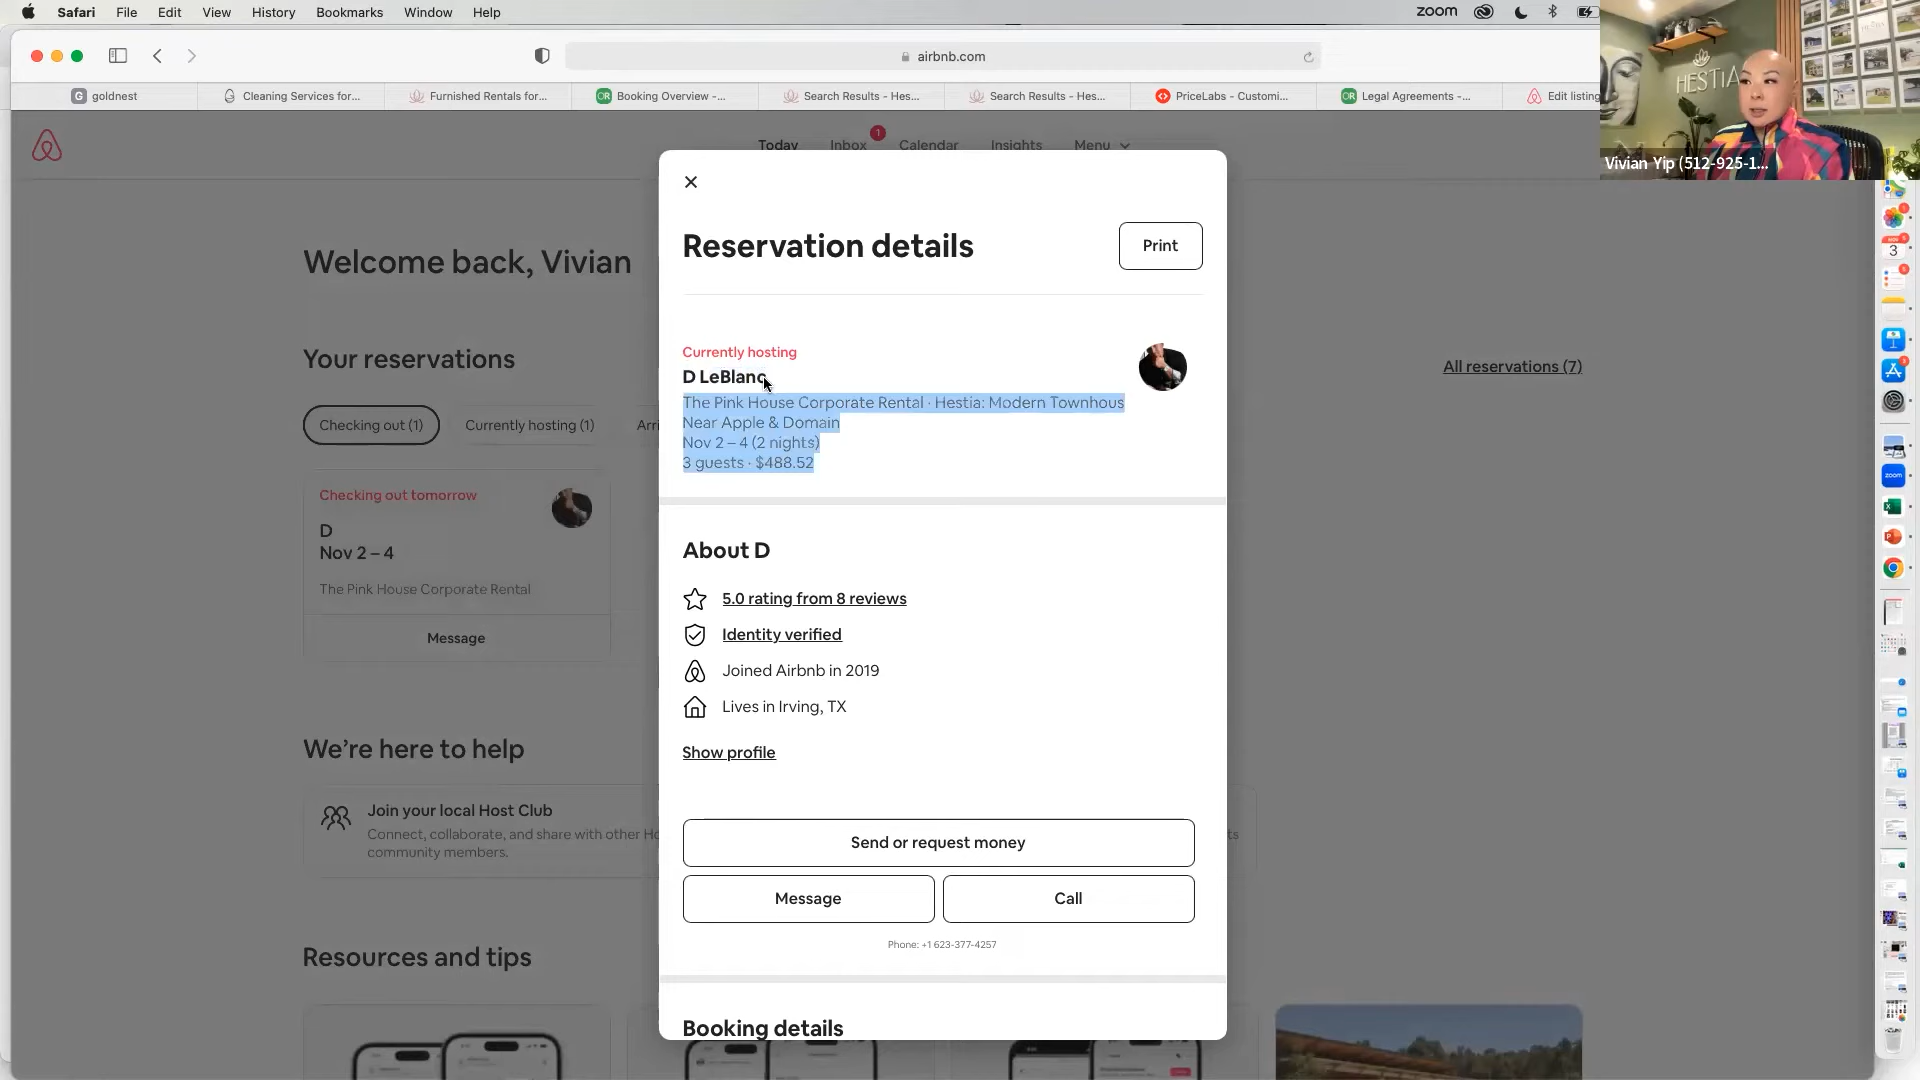 Safari File Edit View History Bookmarks Window Help
zoom
airbnb.com
goldnest
Cleaning Services for...
Furnished Rentals for...
Booking Overview -...
Search Results - Hes...
Search Results - Hes...
PriceLabs - Customi...
Legal Agreements -...
Edit listing
HESTIA
Vivian Yip (512-925-1...
Today Inbox 1 Calendar Insights Menu
Welcome back, Vivian
Your reservations
All reservations (7)
Checking out (1)
Currently hosting (1)
Arri
Checking out tomorrow
D
Nov 2 – 4
The Pink House Corporate Rental
Message
We're here to help
Join your local Host Club
Connect, collaborate, and share with other Ho
community members.
Resources and tips
Reservation details
Print
Currently hosting
D LeBlanc
The Pink House Corporate Rental · Hestia: Modern Townhous
Near Apple & Domain
Nov 2 – 4 (2 nights)
3 guests · $488.52
About D
5.0 rating from 8 reviews
Identity verified
Joined Airbnb in 2019
Lives in Irving, TX
Show profile
Send or request money
Message
Call
Phone: +1 623-377-4257
Booking details
ts
3
zoom